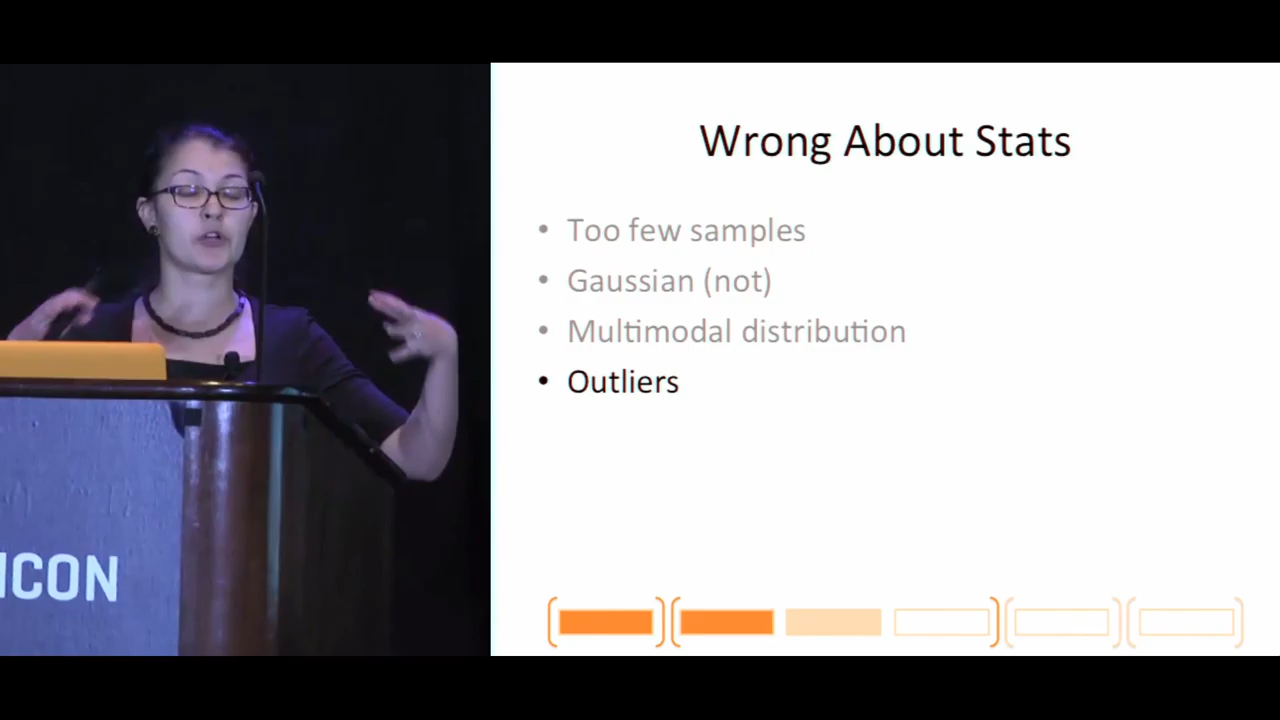 Wrong About Stats
• Too few samples
• Gaussian (not)
• Multimodal distribution
• Outliers
ICON